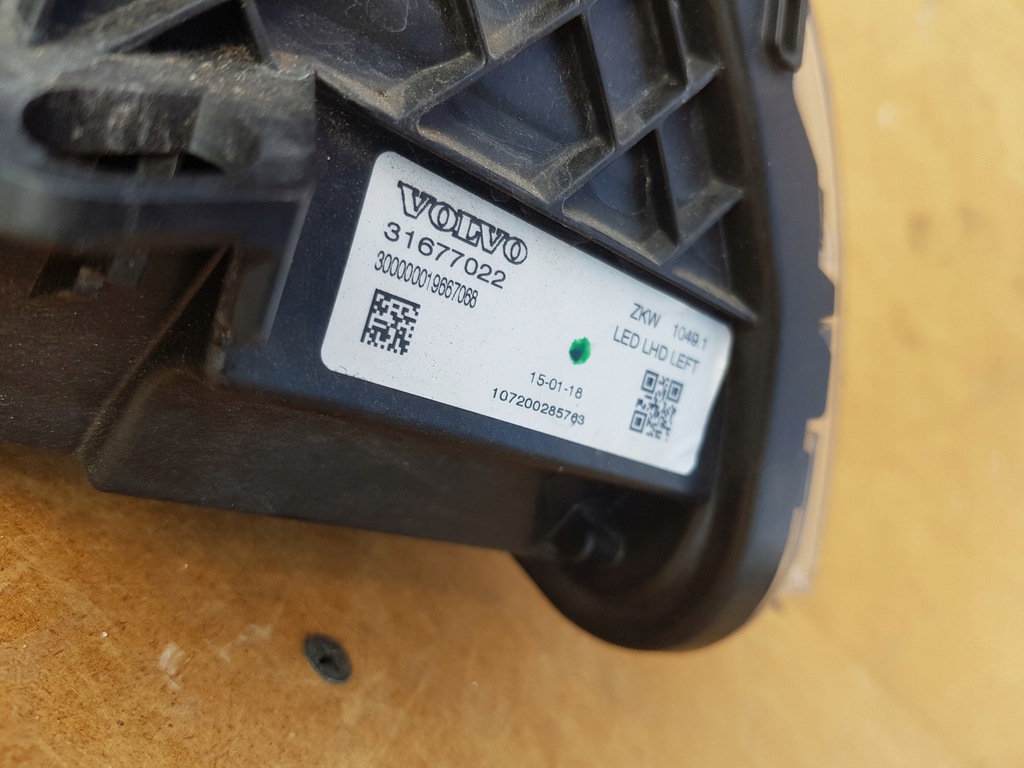 VOLVO
31677022
300000019667068
ZKW 1049.1
LED LHD LEFT
15-01-18
107200285763